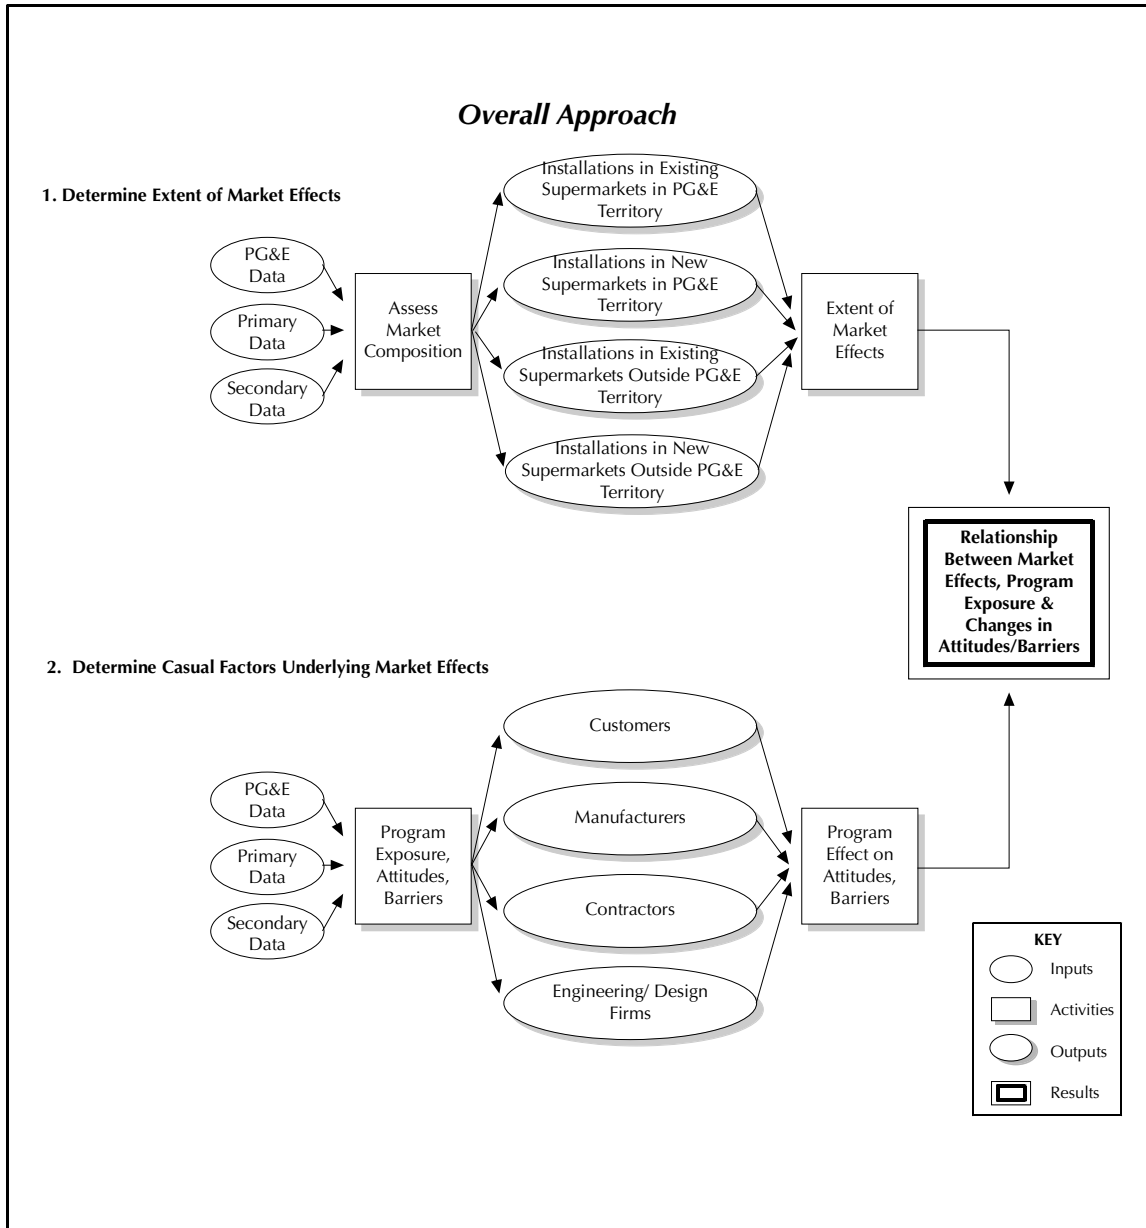 Overall Approach
1. Determine Extent of Market Effects
PG&E
Data
Primary
Data
Secondary
Data
Assess
Market
Composition
Installations in Existing
Supermarkets in PG&E
Territory
Installations in New
Supermarkets in PG&E
Territory
Installations in Existing
Supermarkets Outside PG&E
Territory
Installations in New
Supermarkets Outside PG&E
Territory
Extent of
Market
Effects
Relationship
Between Market
Effects, Program
Exposure &
Changes in
Attitudes/Barriers
2. Determine Casual Factors Underlying Market Effects
PG&E
Data
Primary
Data
Secondary
Data
Program
Exposure,
Attitudes,
Barriers
Customers
Manufacturers
Contractors
Engineering/ Design
Firms
Program
Effect on
Attitudes,
Barriers
KEY
Inputs
Activities
Outputs
Results